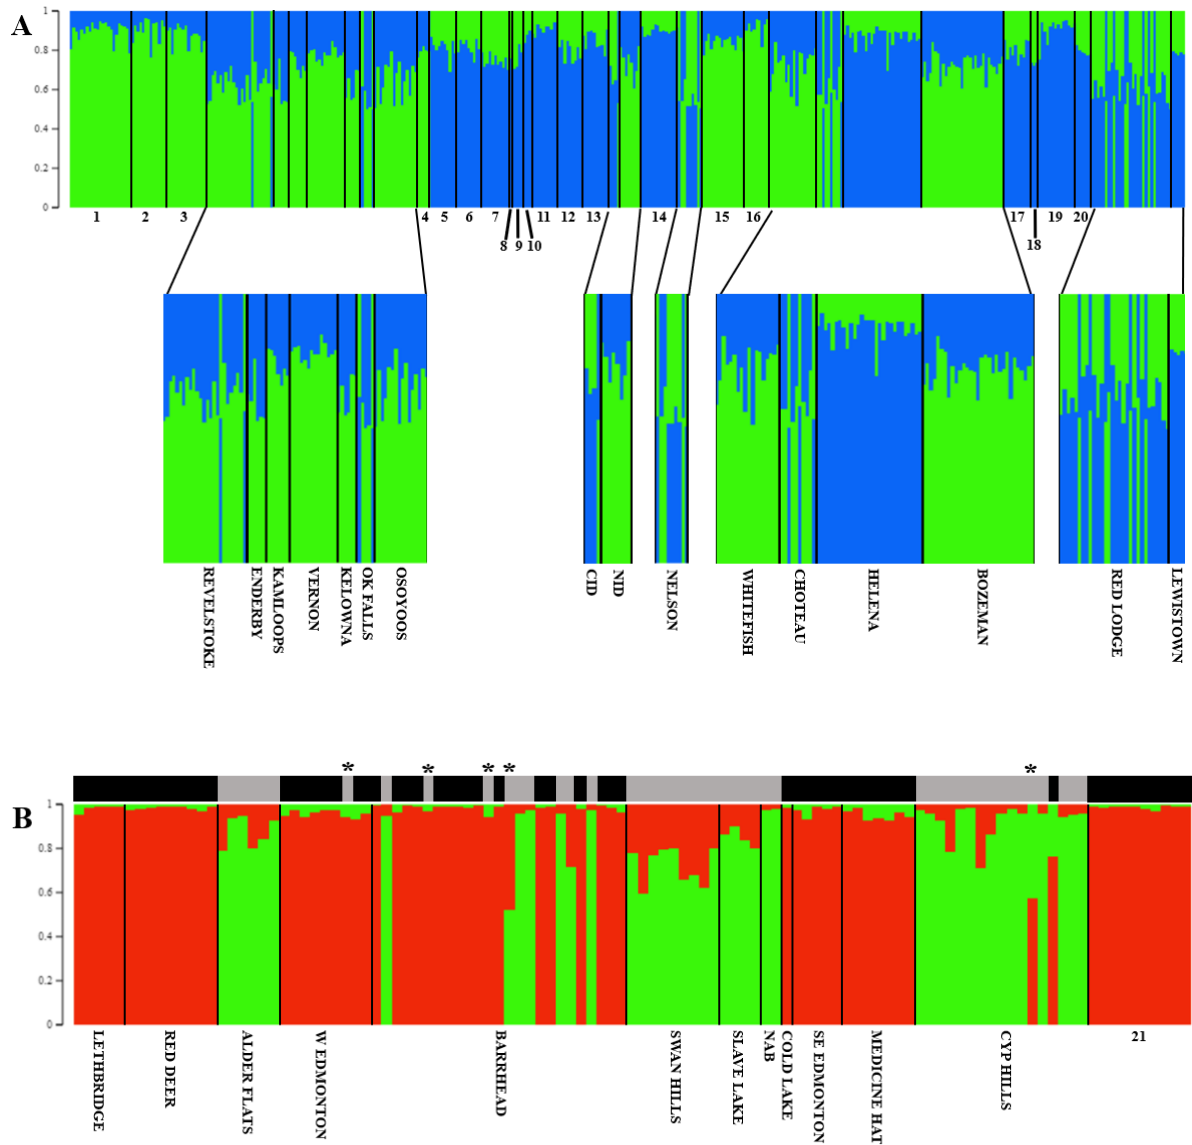 A
1
0.8
0.6
0.4
0.2
0
1 2 3 4 5 6 7 11 12 13 14 15 16 17 19 20
8 9 10 18
REVELSTOKE
ENDERBY
KAMLOOPS
VERNON
KELOWNA
OK FALLS
OSOYOOS
CID
NID
NELSON
WHITEFISH
CHOTEAU
HELENA
BOZEMAN
RED LODGE
LEWISTOWN
* * * * *
B
1
0.8
0.6
0.4
0.2
0
LETHBRIDGE
RED DEER
ALDER FLATS
W EDMONTON
BARRHEAD
SWAN HILLS
SLAVE LAKE
NAB
COLD LAKE
SE EDMONTON
MEDICINE HAT
CYP HILLS
21